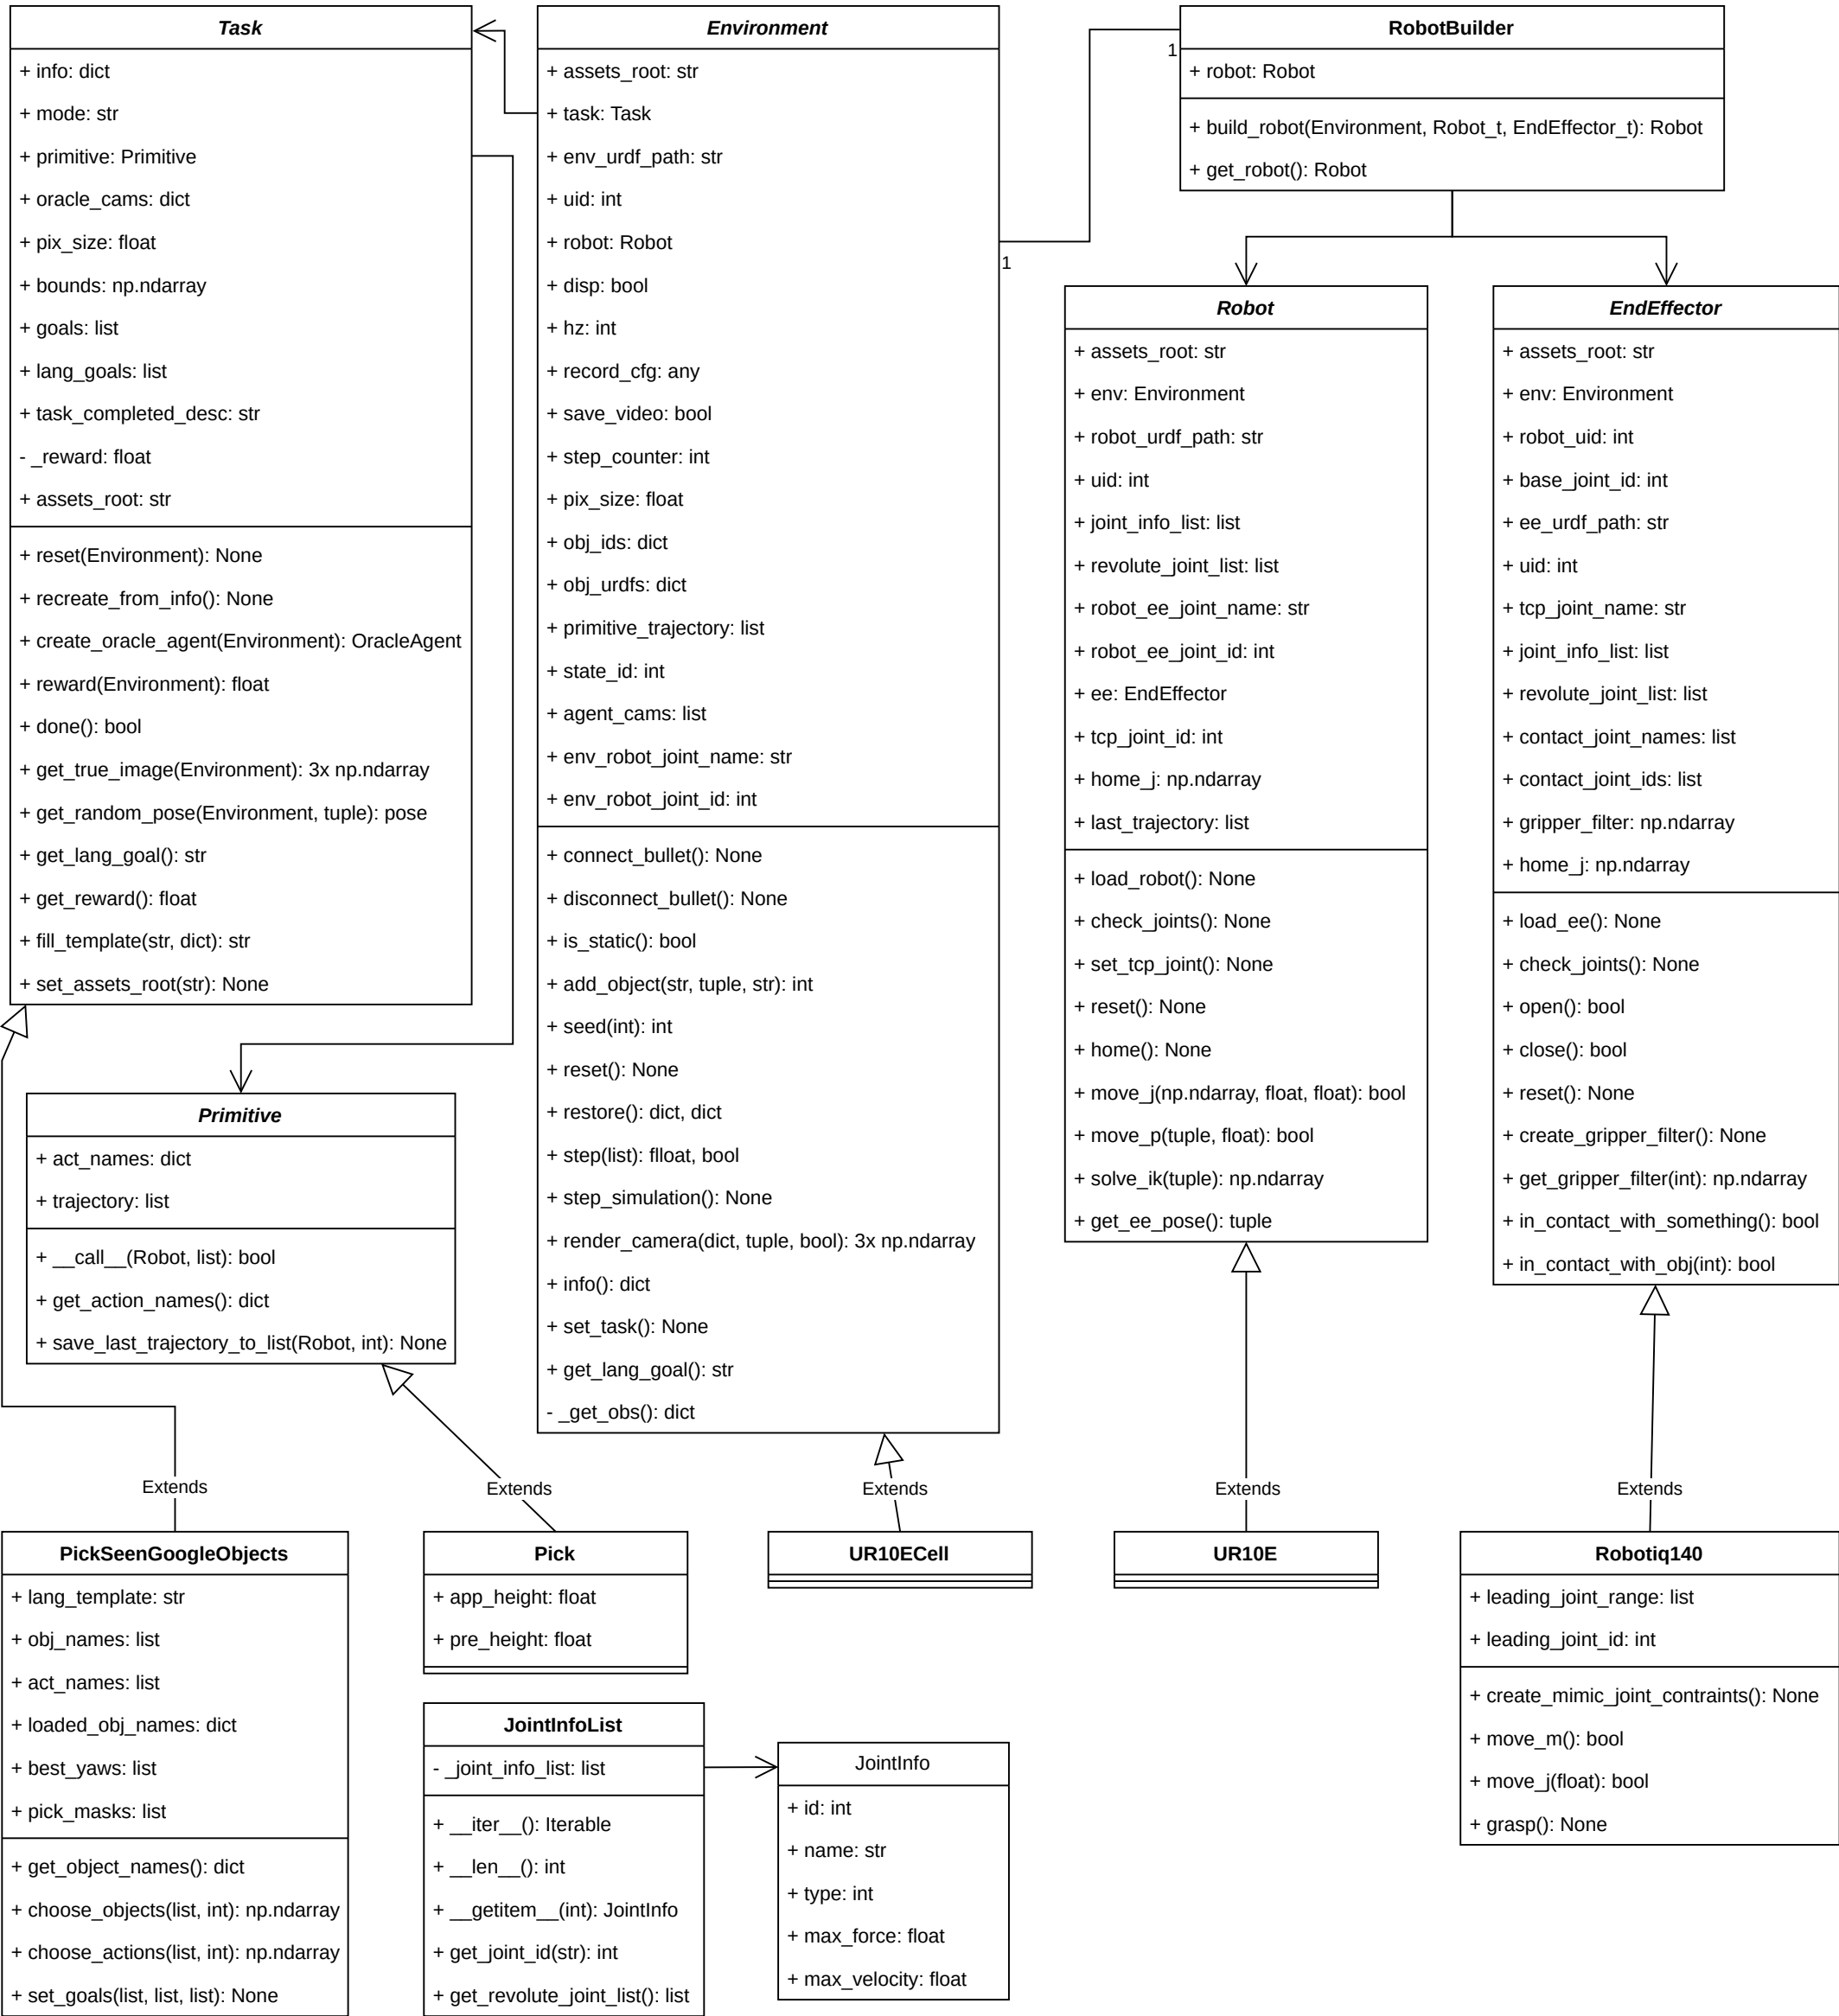 Task
+ info: dict
+ mode: str
+ primitive: Primitive
+ oracle_cams: dict
+ pix_size: float
+ bounds: np.ndarray
+ goals: list
+ lang_goals: list
+ task_completed_desc: str
- _reward: float
+ assets_root: str
+ reset(Environment): None
+ recreate_from_info(): None
+ create_oracle_agent(Environment): OracleAgent
+ reward(Environment): float
+ done(): bool
+ get_true_image(Environment): 3x np.ndarray
+ get_random_pose(Environment, tuple): pose
+ get_lang_goal(): str
+ get_reward(): float
+ fill_template(str, dict): str
+ set_assets_root(str): None
Environment
+ assets_root: str
+ task: Task
+ env_urdf_path: str
+ uid: int
+ robot: Robot
+ disp: bool
+ hz: int
+ record_cfg: any
+ save_video: bool
+ step_counter: int
+ pix_size: float
+ obj_ids: dict
+ obj_urdfs: dict
+ primitive_trajectory: list
+ state_id: int
+ agent_cams: list
+ env_robot_joint_name: str
+ env_robot_joint_id: int
+ connect_bullet(): None
+ disconnect_bullet(): None
+ is_static(): bool
+ add_object(str, tuple, str): int
+ seed(int): int
+ reset(): None
+ restore(): dict, dict
+ step(list): flloat, bool
+ step_simulation(): None
+ render_camera(dict, tuple, bool): 3x np.ndarray
+ info(): dict
+ set_task(): None
+ get_lang_goal(): str
- _get_obs(): dict
1
1
RobotBuilder
+ robot: Robot
+ build_robot(Environment, Robot_t, EndEffector_t): Robot
+ get_robot(): Robot
Robot
+ assets_root: str
+ env: Environment
+ robot_urdf_path: str
+ uid: int
+ joint_info_list: list
+ revolute_joint_list: list
+ robot_ee_joint_name: str
+ robot_ee_joint_id: int
+ ee: EndEffector
+ tcp_joint_id: int
+ home_j: np.ndarray
+ last_trajectory: list
+ load_robot(): None
+ check_joints(): None
+ set_tcp_joint(): None
+ reset(): None
+ home(): None
+ move_j(np.ndarray, float, float): bool
+ move_p(tuple, float): bool
+ solve_ik(tuple): np.ndarray
+ get_ee_pose(): tuple
EndEffector
+ assets_root: str
+ env: Environment
+ robot_uid: int
+ base_joint_id: int
+ ee_urdf_path: str
+ uid: int
+ tcp_joint_name: str
+ joint_info_list: list
+ revolute_joint_list: list
+ contact_joint_names: list
+ contact_joint_ids: list
+ gripper_filter: np.ndarray
+ home_j: np.ndarray
+ load_ee(): None
+ check_joints(): None
+ open(): bool
+ close(): bool
+ reset(): None
+ create_gripper_filter(): None
+ get_gripper_filter(int): np.ndarray
+ in_contact_with_something(): bool
+ in_contact_with_obj(int): bool
Primitive
+ act_names: dict
+ trajectory: list
+ __call__(Robot, list): bool
+ get_action_names(): dict
+ save_last_trajectory_to_list(Robot, int): None
Extends
Extends
Extends
Extends
Extends
PickSeenGoogleObjects
+ lang_template: str
+ obj_names: list
+ act_names: list
+ loaded_obj_names: dict
+ best_yaws: list
+ pick_masks: list
+ get_object_names(): dict
+ choose_objects(list, int): np.ndarray
+ choose_actions(list, int): np.ndarray
+ set_goals(list, list, list): None
Pick
+ app_height: float
+ pre_height: float
UR10ECell
UR10E
Robotiq140
+ leading_joint_range: list
+ leading_joint_id: int
+ create_mimic_joint_contraints(): None
+ move_m(): bool
+ move_j(float): bool
+ grasp(): None
JointInfoList
- _joint_info_list: list
+ __iter__(): Iterable
+ __len__(): int
+ __getitem__(int): JointInfo
+ get_joint_id(str): int
+ get_revolute_joint_list(): list
JointInfo
+ id: int
+ name: str
+ type: int
+ max_force: float
+ max_velocity: float